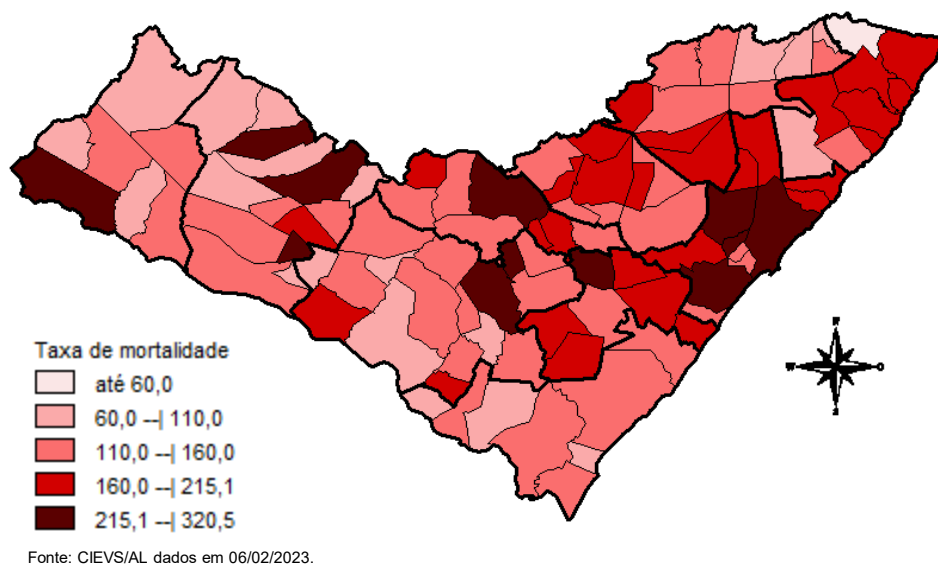 Taxa de mortalidade
até 60,0
60,0 --| 110,0
110,0 --| 160,0
160,0 --| 215,1
215,1 --| 320,5
Fonte: CIEVS/AL dados em 06/02/2023.